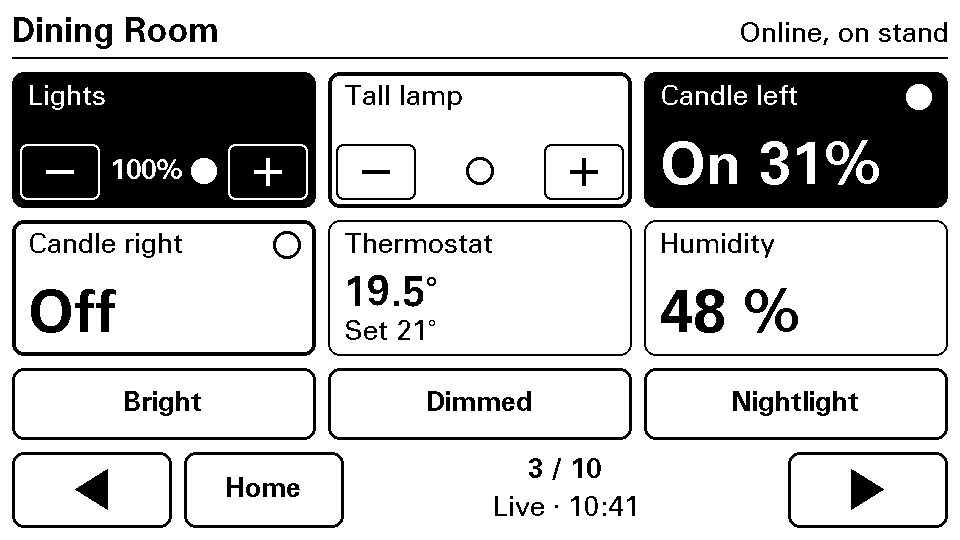 Dining Room
Online, on stand
Lights
− 100% +
Tall lamp
− +
Candle left
On 31%
Candle right
Off
Thermostat
19.5°
Set 21°
Humidity
48 %
Bright
Dimmed
Nightlight
Home
3 / 10
Live · 10:41